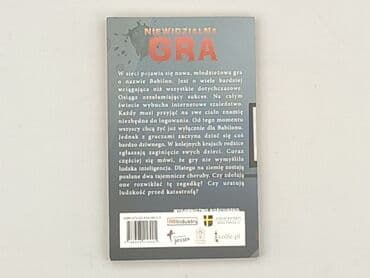 NIEWIDZIALNA
GRA
W sieci pojawia się nowa, młodzieżowa gra
o nazwie Babilon. Jest o wiele bardziej
wciągająca niż wszystkie dotychczasowe.
Osiąga oszałamiający sukces. Na całym
świecie wybucha internetowe szaleństwo.
Każdy musi przyjąć na swe ciało znamię
niezbędne do logowania. Od tego momentu
wszyscy chcą żyć już wyłącznie dla Babilonu.
Jednak z graczami zaczyna dziać się coś
bardzo dziwnego. W kolejnych krajach rodzice
zgłaszają zaginięcie swych dzieci. Coraz
częściej się mówi, że gry nie wymyśliła
ludzka inteligencja. Dlatego na ziemię zostają
posłane dwa tajemnicze cheruby. Czy zdołają
one rozwikłać tę zagadkę? Czy uratują
ludzkość przed katastrofą?
industry